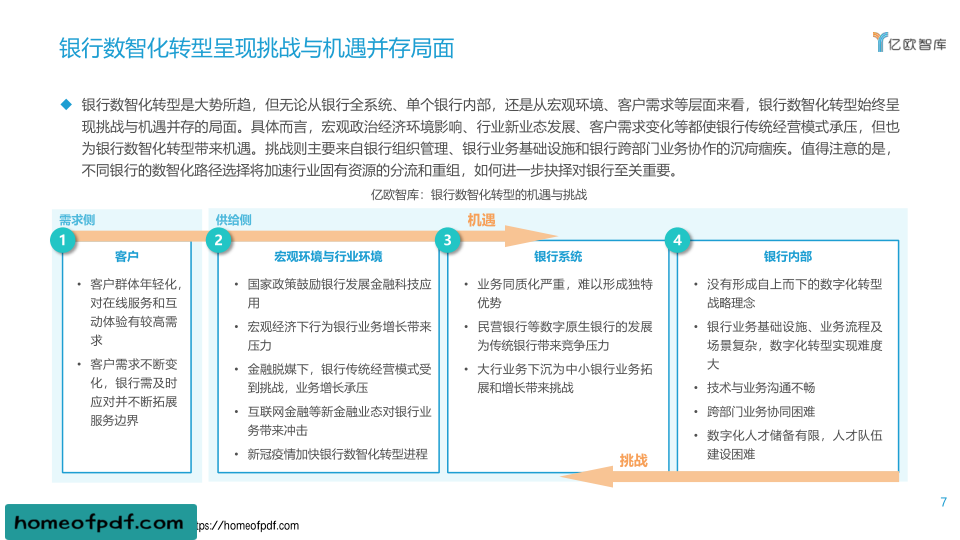 银行数智化转型呈现挑战与机遇并存局面
亿欧智库
银行数智化转型是大势所趋，但无论从银行全系统、单个银行内部，还是从宏观环境、客户需求等层面来看，银行数智化转型始终呈
现挑战与机遇并存的局面。具体而言，宏观政治经济环境影响、行业新业态发展、客户需求变化等都使银行传统经营模式承压，但也
为银行数智化转型带来机遇。挑战则主要来自银行组织管理、银行业务基础设施和银行跨部门业务协作的沉疴痼疾。值得注意的是，
不同银行的数智化路径选择将加速行业固有资源的分流和重组，如何进一步抉择对银行至关重要。
亿欧智库：银行数智化转型的机遇与挑战
需求侧
供给侧
机遇
1
客户
• 客户群体年轻化，
对在线服务和互
动体验有较高需
求
• 客户需求不断变
化，银行需及时
应对并不断拓展
服务边界
2
宏观环境与行业环境
• 国家政策鼓励银行发展金融科技应
用
• 宏观经济下行为银行业务增长带来
压力
• 金融脱媒下，银行传统经营模式受
到挑战，业务增长承压
• 互联网金融等新金融业态对银行业
务带来冲击
• 新冠疫情加快银行数智化转型进程
3
银行系统
• 业务同质化严重，难以形成独特
优势
• 民营银行等数字原生银行的发展
为传统银行带来竞争压力
• 大行业务下沉为中小银行业务拓
展和增长带来挑战
4
银行内部
• 没有形成自上而下的数字化转型
战略理念
• 银行业务基础设施、业务流程及
场景复杂，数字化转型实现难度
大
• 技术与业务沟通不畅
• 跨部门业务协同困难
• 数字化人才储备有限，人才队伍
建设困难
挑战
7
homeofpdf.com
ttps://homeofpdf.com